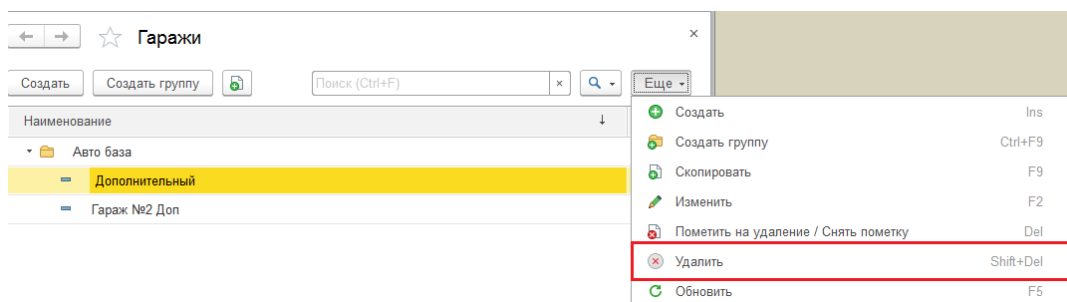 Гаражи
Создать Создать группу Поиск (Ctrl+F) × Еще
Наименование ↓
Авто база
Дополнительный
Гараж №2 Доп
Создать Ins
Создать группу Ctrl+F9
Скопировать F9
Изменить F2
Пометить на удаление / Снять пометку Del
Удалить Shift+Del
Обновить F5